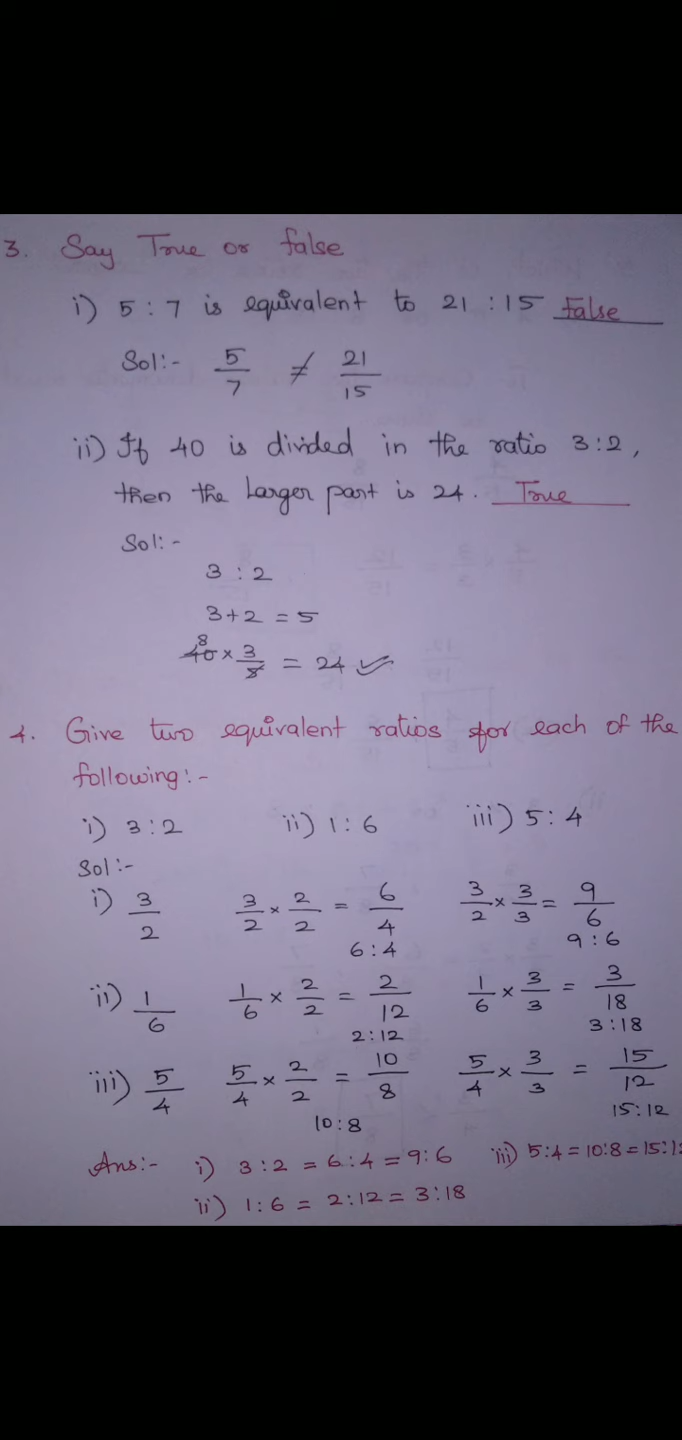 3. Say True or false
i) 5 : 7 is equivalent to 21 : 15 False
Sol:- 5/7 ≠ 21/15
ii) If 40 is divided in the ratio 3:2,
then the larger part is 24. True
Sol:-
3 : 2
3+2 = 5
8
40 × 3/5 = 24 ✓
4. Give two equivalent ratios for each of the
following:-
i) 3:2 ii) 1:6 iii) 5:4
Sol:-
i) 3/2 3/2 × 2/2 = 6/4 3/2 × 3/3 = 9/6
6:4 9:6
ii) 1/6 1/6 × 2/2 = 2/12 1/6 × 3/3 = 3/18
2:12 3:18
iii) 5/4 5/4 × 2/2 = 10/8 5/4 × 3/3 = 15/12
10:8 15:12
Ans:- i) 3:2 = 6:4 = 9:6 iii) 5:4 = 10:8 = 15:1
ii) 1:6 = 2:12 = 3:18